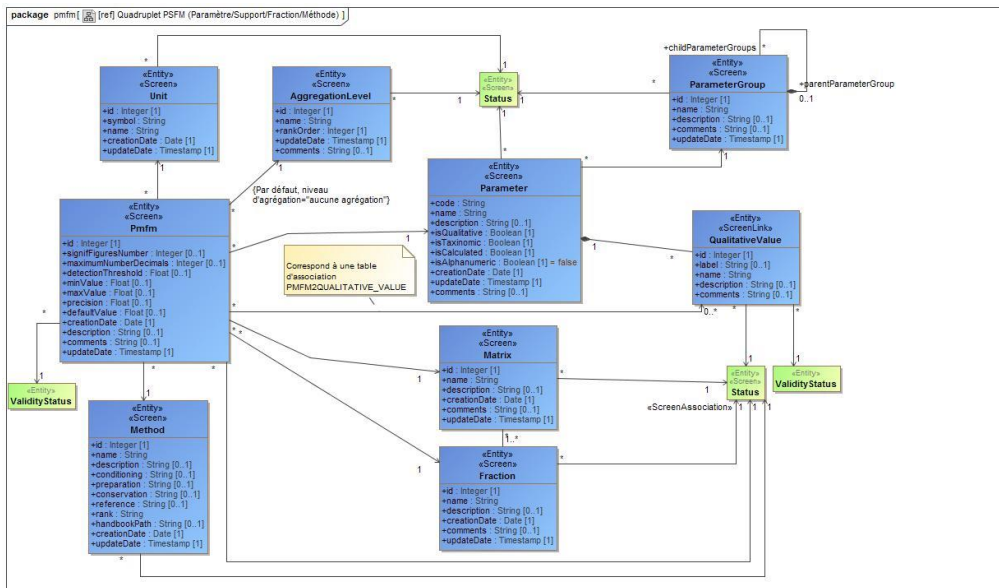 package pmfm [ [ref] Quadruplet PSFM (Paramètre/Support/Fraction/Méthode) ]
«Entity»
«Screen»
Unit
+id : Integer [1]
+symbol : String
+name : String
+creationDate : Date [1]
+updateDate : Timestamp [1]
«Entity»
«Screen»
AggregationLevel
+id : Integer [1]
+name : String
+rankOrder : Integer [1]
+updateDate : Timestamp [1]
+comments : String [0..1]
«Entity»
«Screen»
Status
+childParameterGroups
+parentParameterGroup
0..1
«Entity»
«Screen»
ParameterGroup
+id : Integer [1]
+name : String
+description : String [0..1]
+comments : String [0..1]
+updateDate : Timestamp [1]
{Par défaut, niveau
d'agrégation="aucune agrégation"}
«Entity»
«Screen»
Parameter
+code : String
+name : String
+description : String [0..1]
+isQualitative : Boolean [1]
+isTaxinomic : Boolean [1]
+isCalculated : Boolean [1]
+isAlphanumeric : Boolean [1] = false
+creationDate : Date [1]
+updateDate : Timestamp [1]
+comments : String [0..1]
«Entity»
«Screen»
Pmfm
+id : Integer [1]
+signifFiguresNumber : Integer [0..1]
+maximumNumberDecimals : Integer [0..1]
+detectionThreshold : Float [0..1]
+minValue : Float [0..1]
+maxValue : Float [0..1]
+precision : Float [0..1]
+defaultValue : Float [0..1]
+creationDate : Date [1]
+description : String [0..1]
+comments : String [0..1]
+updateDate : Timestamp [1]
Correspond à une table
d'association
PMFM2QUALITATIVE_VALUE
«Entity»
«ScreenLink»
QualitativeValue
+id : Integer [1]
+label : String [1]
+name : String
+description : String [0..1]
+comments : String [0..1]
0..*
«Entity»
«Screen»
Matrix
+id : Integer [1]
+name : String
+description : String [0..1]
+creationDate : Date [1]
+comments : String [0..1]
+updateDate : Timestamp [1]
1..*
«Entity»
«Screen»
Status
«Entity»
ValidityStatus
«ScreenAssociation»
«Entity»
ValidityStatus
«Entity»
«Screen»
Method
+id : Integer [1]
+name : String
+description : String [0..1]
+conditioning : String [0..1]
+preparation : String [0..1]
+conservation : String [0..1]
+reference : String [0..1]
+rank : String
+handbookPath : String [0..1]
+creationDate : Date [1]
+updateDate : Timestamp [1]
«Entity»
«Screen»
Fraction
+id : Integer [1]
+name : String
+description : String [0..1]
+creationDate : Date [1]
+comments : String [0..1]
+updateDate : Timestamp [1]